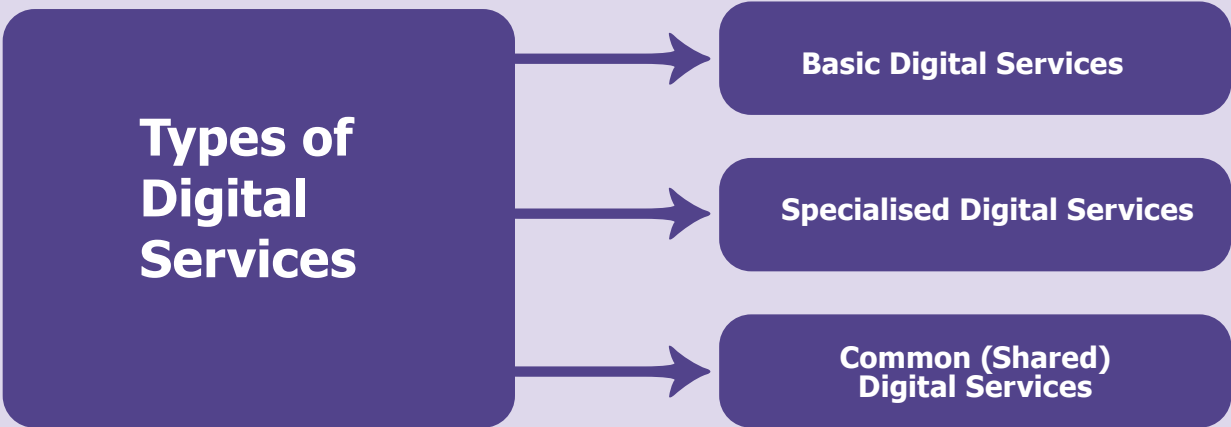 Types of
Digital
Services
Basic Digital Services
Specialised Digital Services
Common (Shared)
Digital Services